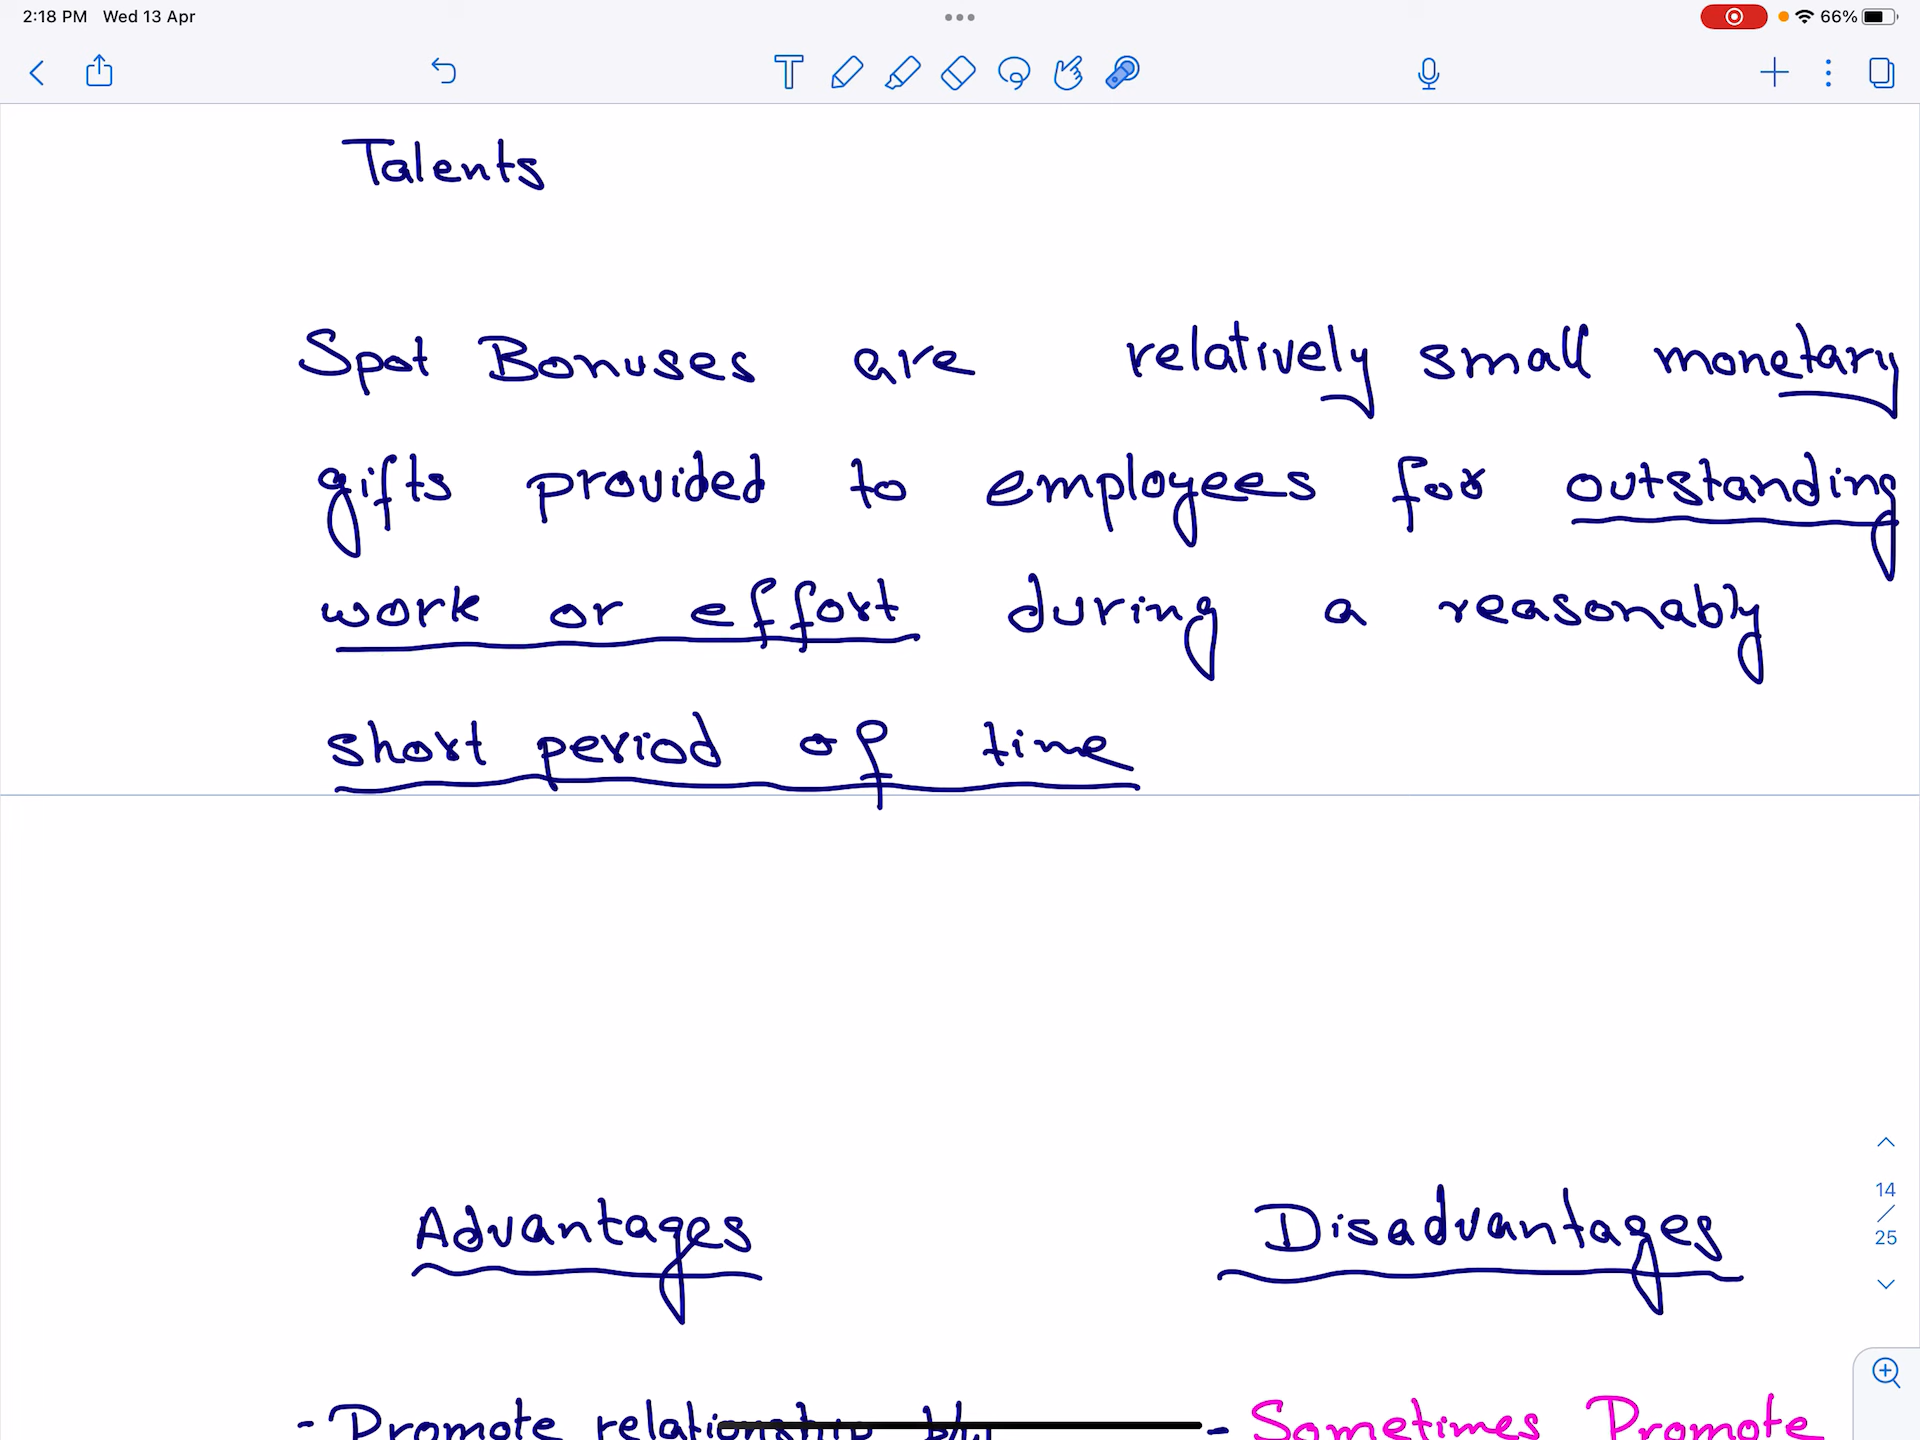 2:18 PM Wed 13 Apr
66%
Talents
Spot Bonuses are relatively small monetary
gifts provided to employees for outstanding
work or effort during a reasonably
short period of time
14
/
25
Advantages Disadvantages
- Promote relationship b/w - Sometimes Promote